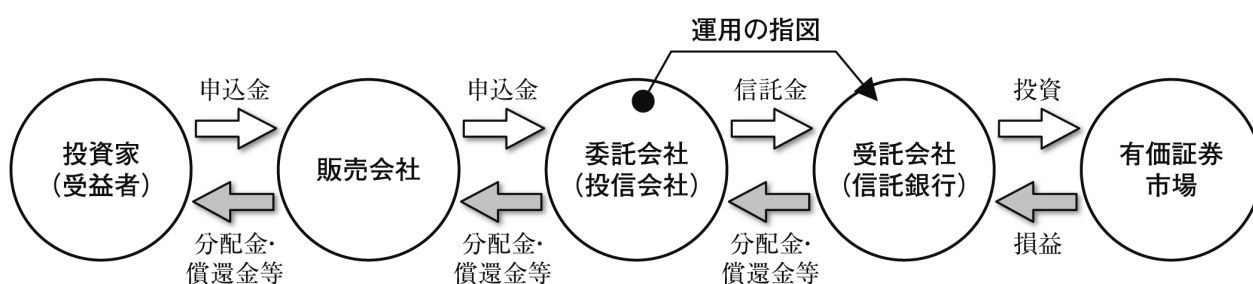 運用の指図
申込金
申込金
信託金
投資
投資家
（受益者）
販売会社
委託会社
（投信会社）
受託会社
（信託銀行）
有価証券
市場
分配金・
償還金等
分配金・
償還金等
分配金・
償還金等
損益